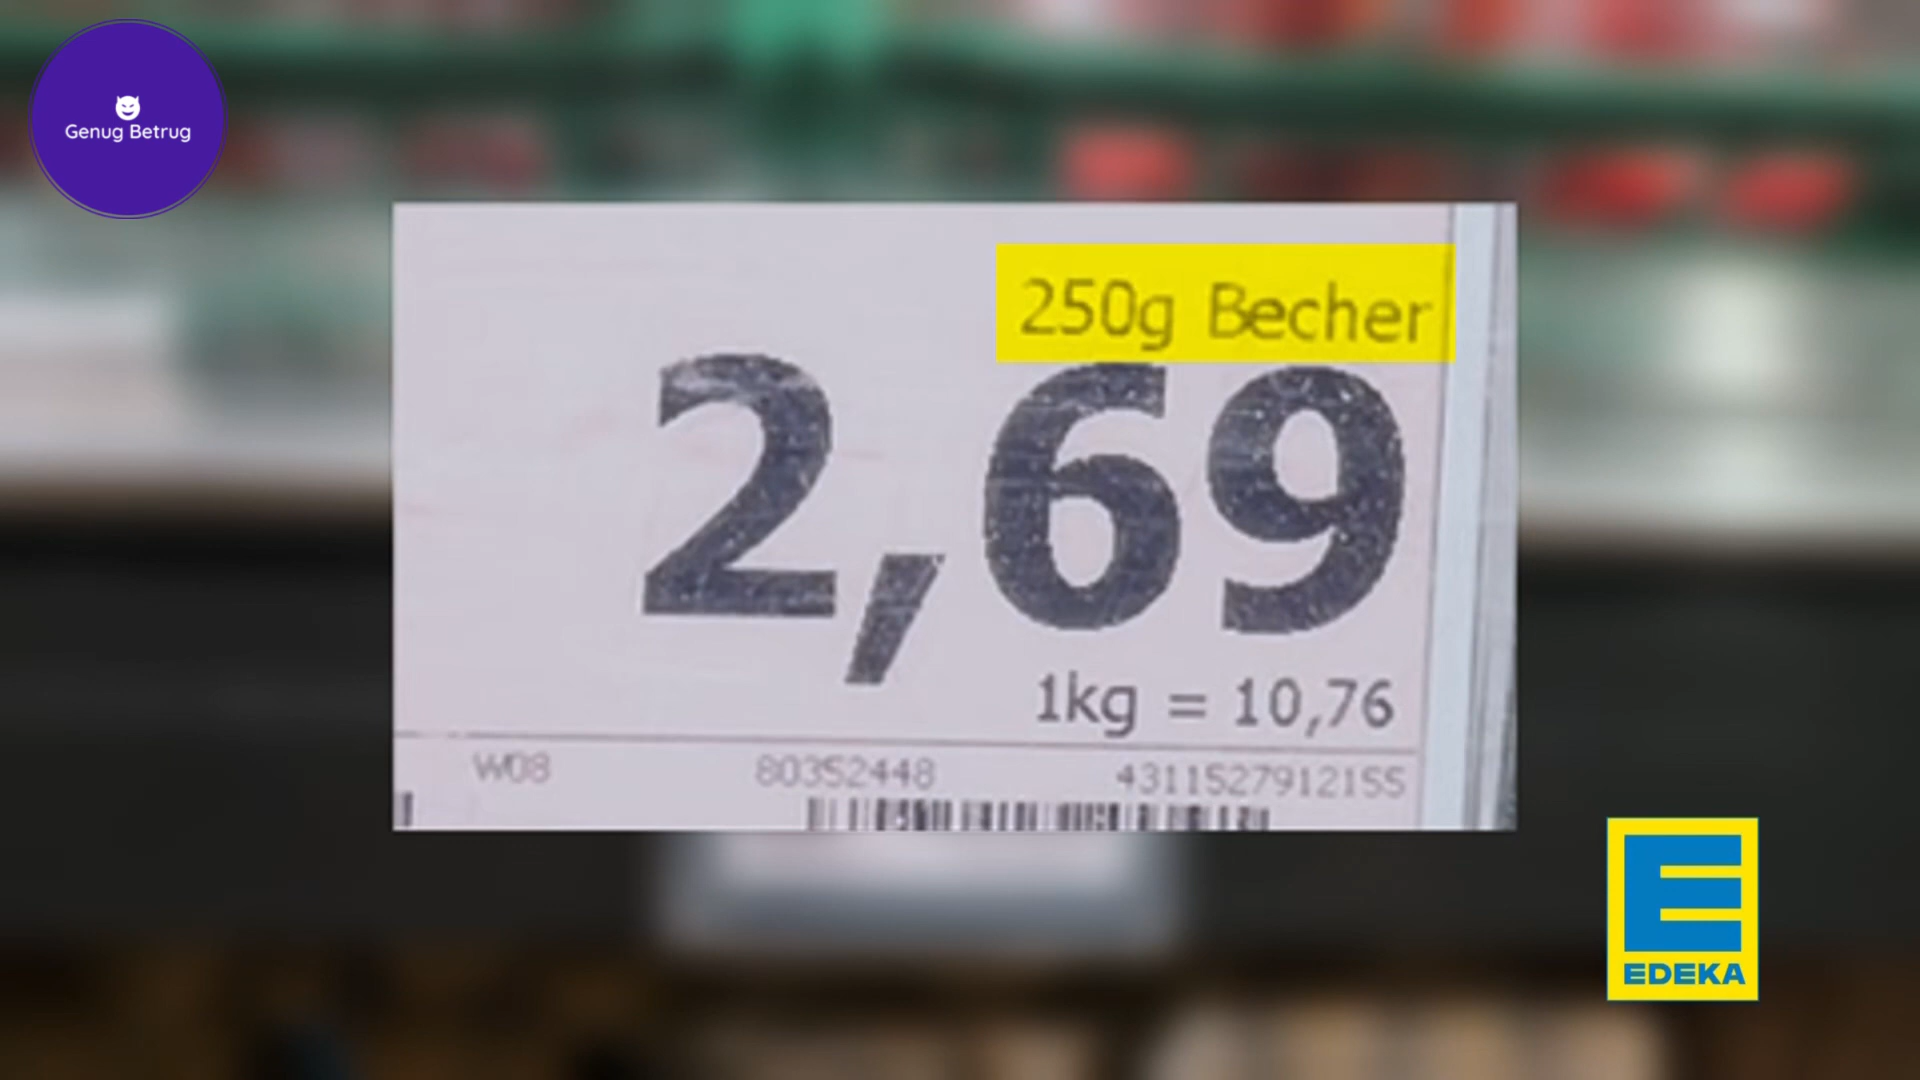 Genug Betrug
250g Becher
2,69
1kg = 10,76
W08 80352448 4311527912155
EDEKA